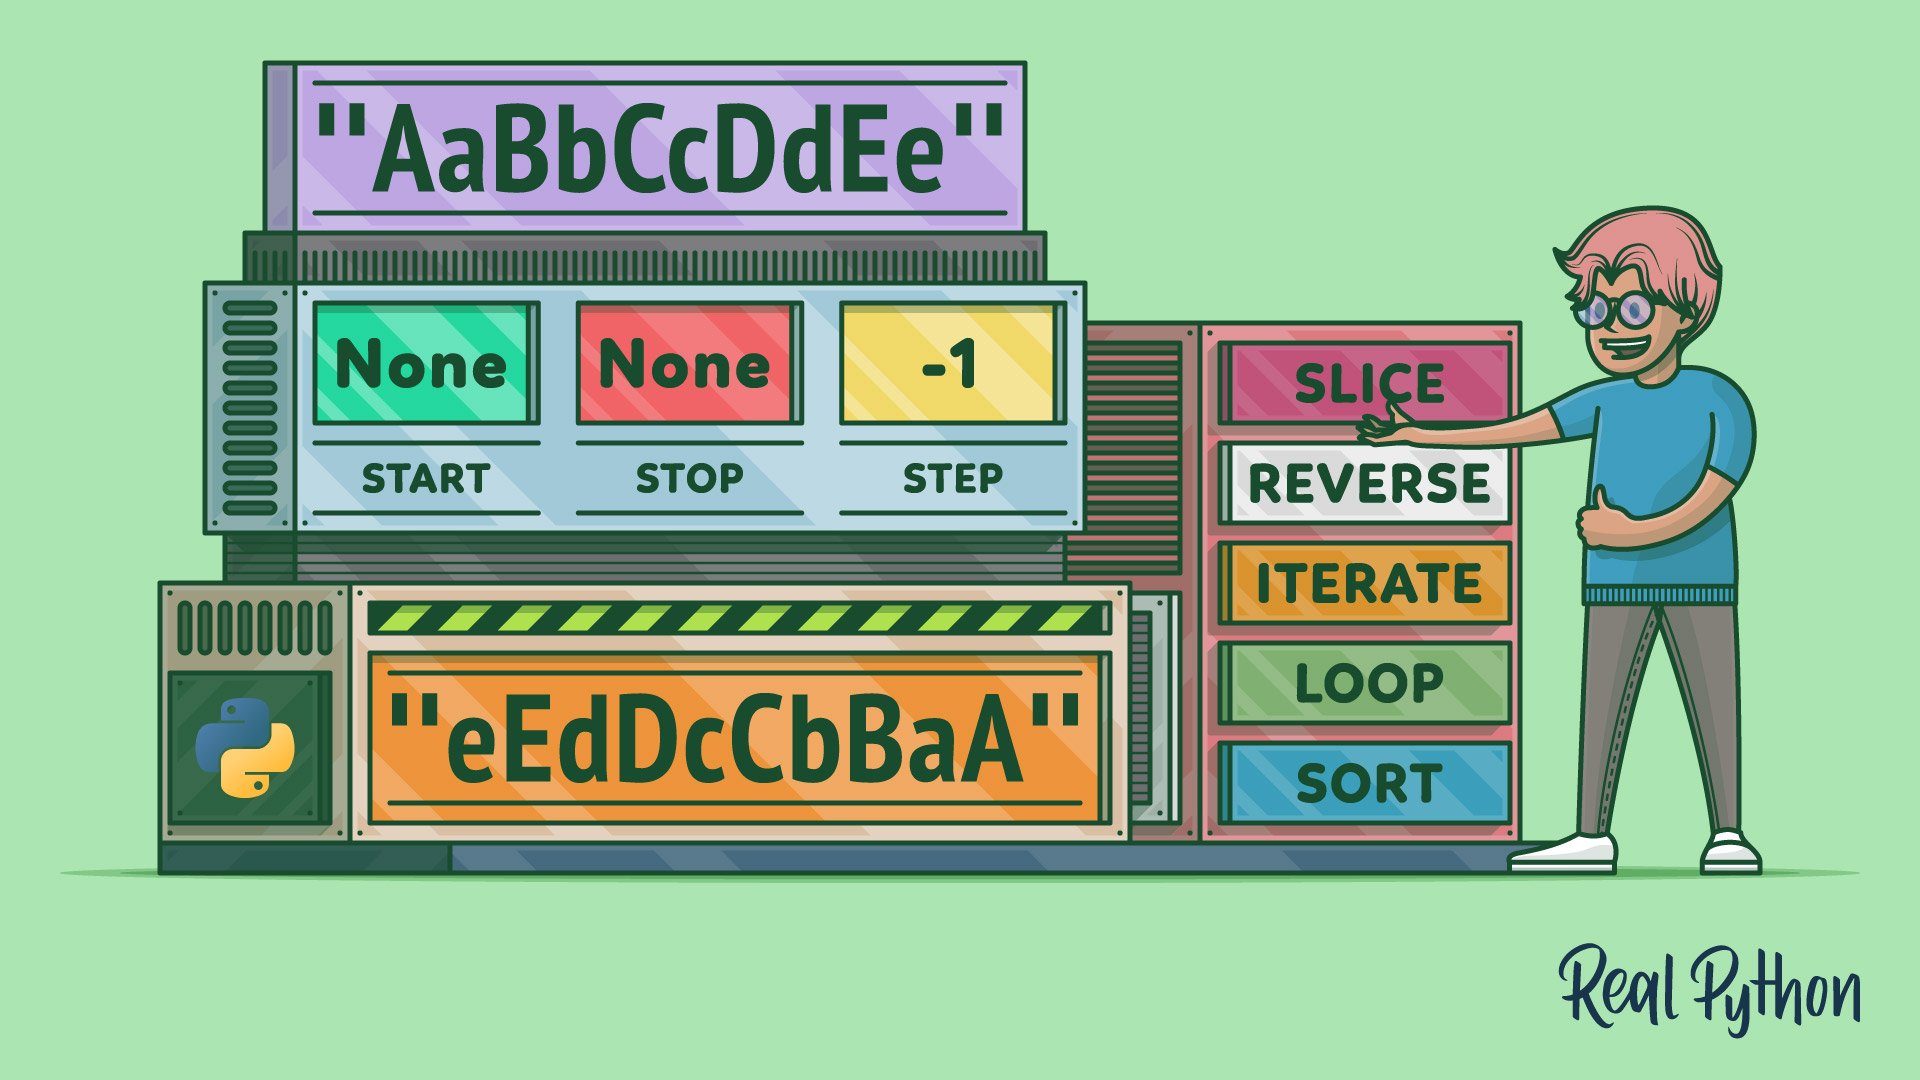 "AaBbCcDdEe"
None None -1
START STOP STEP
"eEdDcCbBaA"
SLICE
REVERSE
ITERATE
LOOP
SORT
Real Python